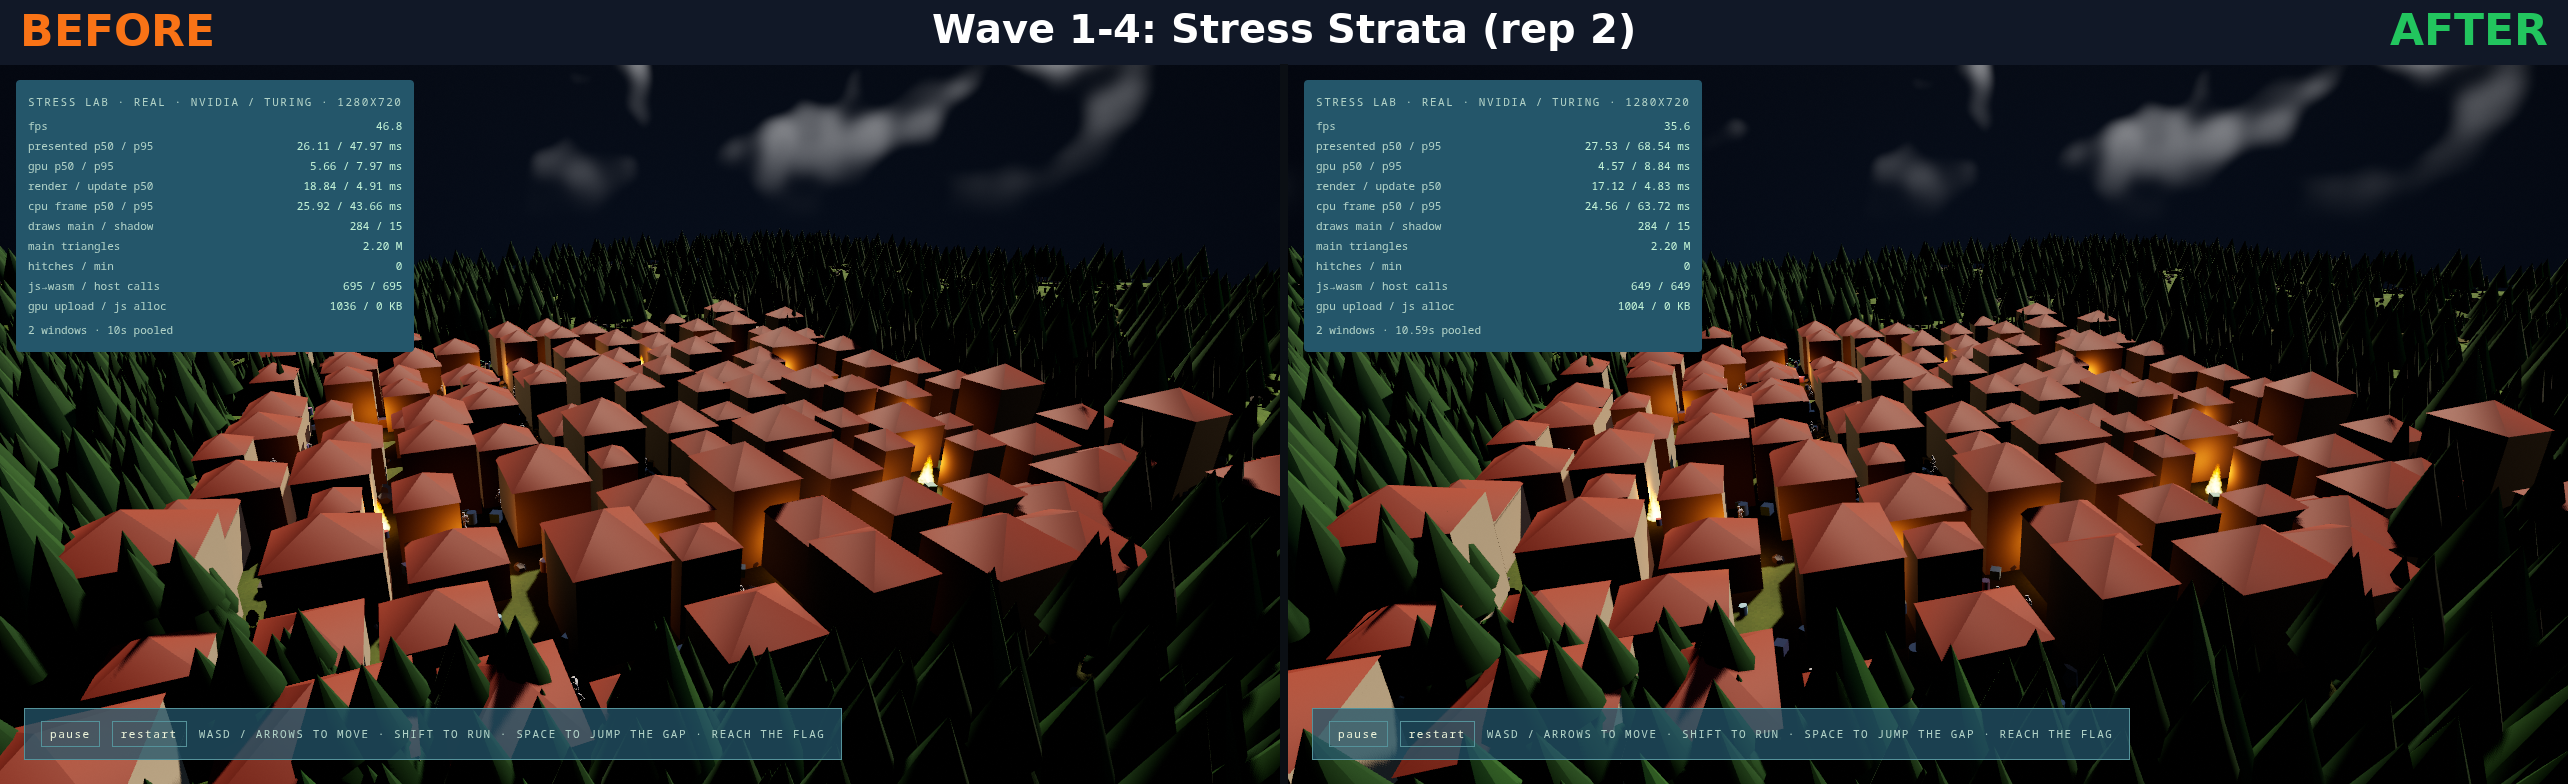 BEFORE
Wave 1-4: Stress Strata (rep 2)
AFTER
STRESS LAB · REAL · NVIDIA / TURING · 1280X720
fps 46.8
presented p50 / p95 26.11 / 47.97 ms
gpu p50 / p95 5.66 / 7.97 ms
render / update p50 18.84 / 4.91 ms
cpu frame p50 / p95 25.92 / 43.66 ms
draws main / shadow 284 / 15
main triangles 2.20 M
hitches / min 0
js→wasm / host calls 695 / 695
gpu upload / js alloc 1036 / 0 KB
2 windows · 10s pooled
pause restart WASD / ARROWS TO MOVE · SHIFT TO RUN · SPACE TO JUMP THE GAP · REACH THE FLAG
STRESS LAB · REAL · NVIDIA / TURING · 1280X720
fps 35.6
presented p50 / p95 27.53 / 68.54 ms
gpu p50 / p95 4.57 / 8.84 ms
render / update p50 17.12 / 4.83 ms
cpu frame p50 / p95 24.56 / 63.72 ms
draws main / shadow 284 / 15
main triangles 2.20 M
hitches / min 0
js→wasm / host calls 649 / 649
gpu upload / js alloc 1004 / 0 KB
2 windows · 10.59s pooled
pause restart WASD / ARROWS TO MOVE · SHIFT TO RUN · SPACE TO JUMP THE GAP · REACH THE FLAG